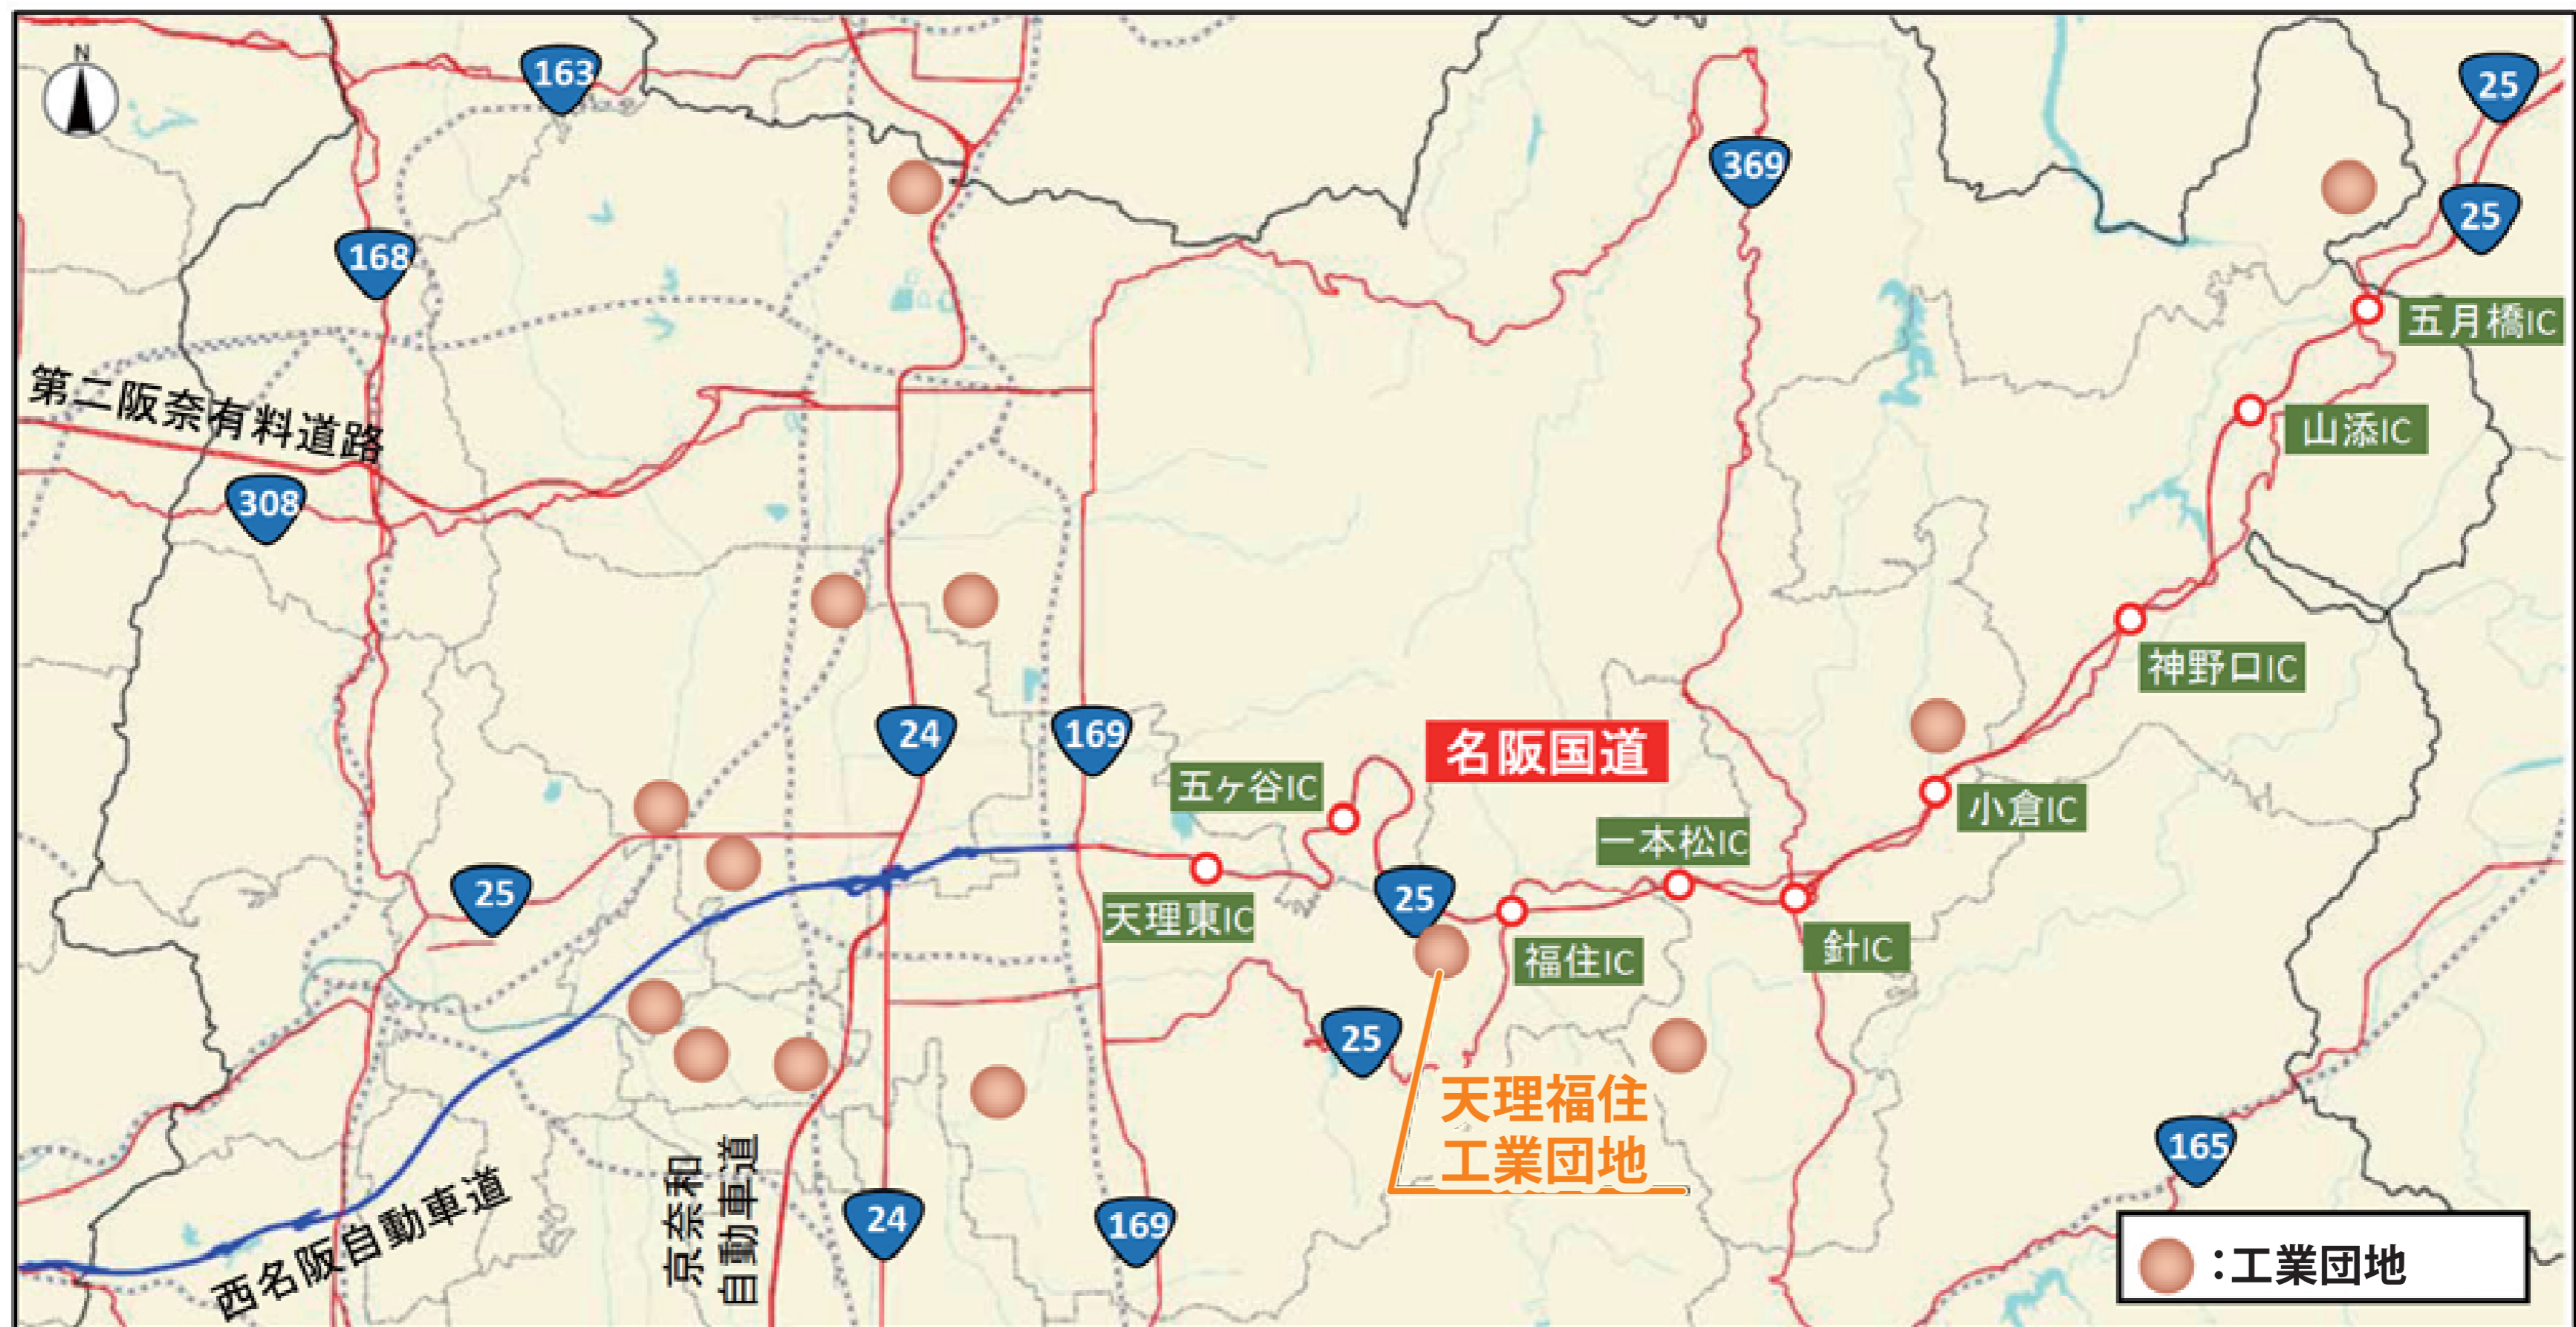 N
163
25
369
25
168
五月橋IC
第二阪奈有料道路
山添IC
308
神野口IC
24
169
名阪国道
五ヶ谷IC
小倉IC
一本松IC
25
25
天理東IC
福住IC
針IC
25
天理福住
工業団地
165
京奈和
自動車道
24
169
西名阪自動車道
：工業団地